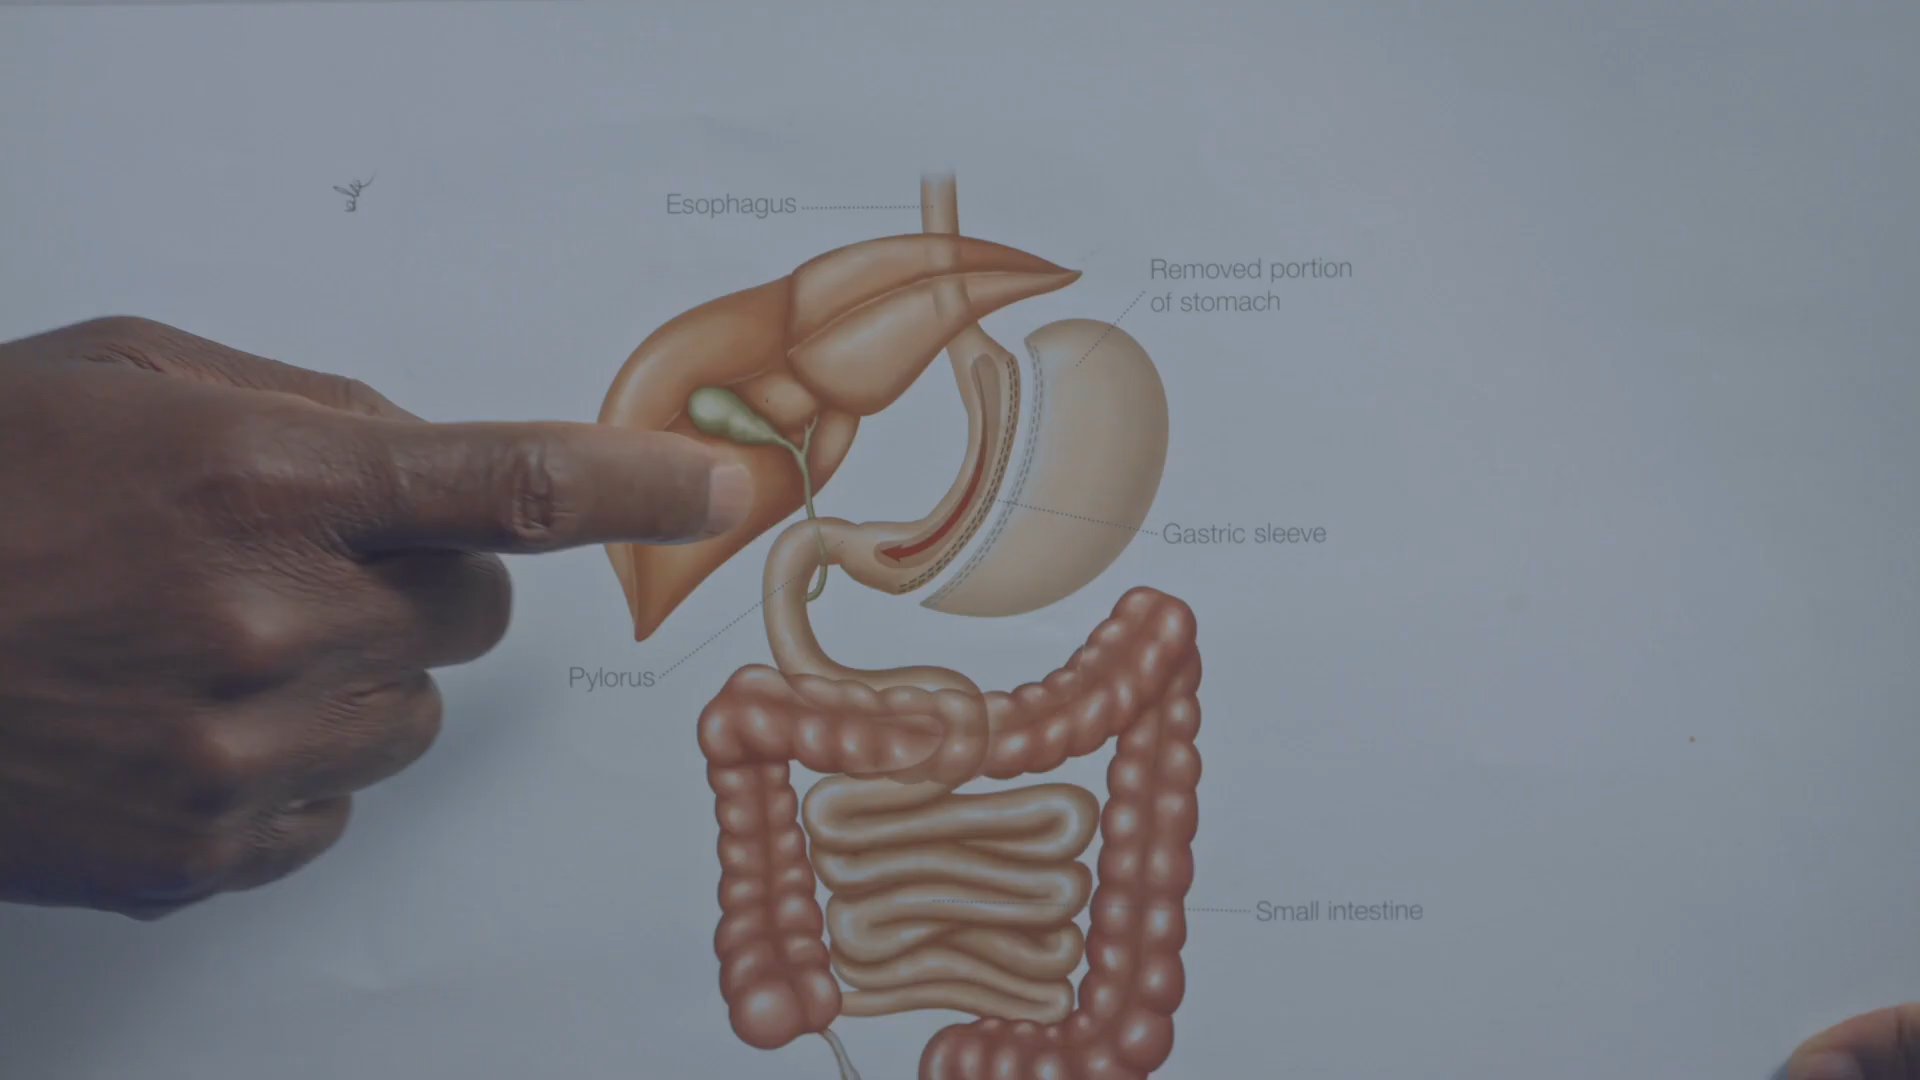 Esophagus
Removed portion
of stomach
Gastric sleeve
Pylorus
Small intestine